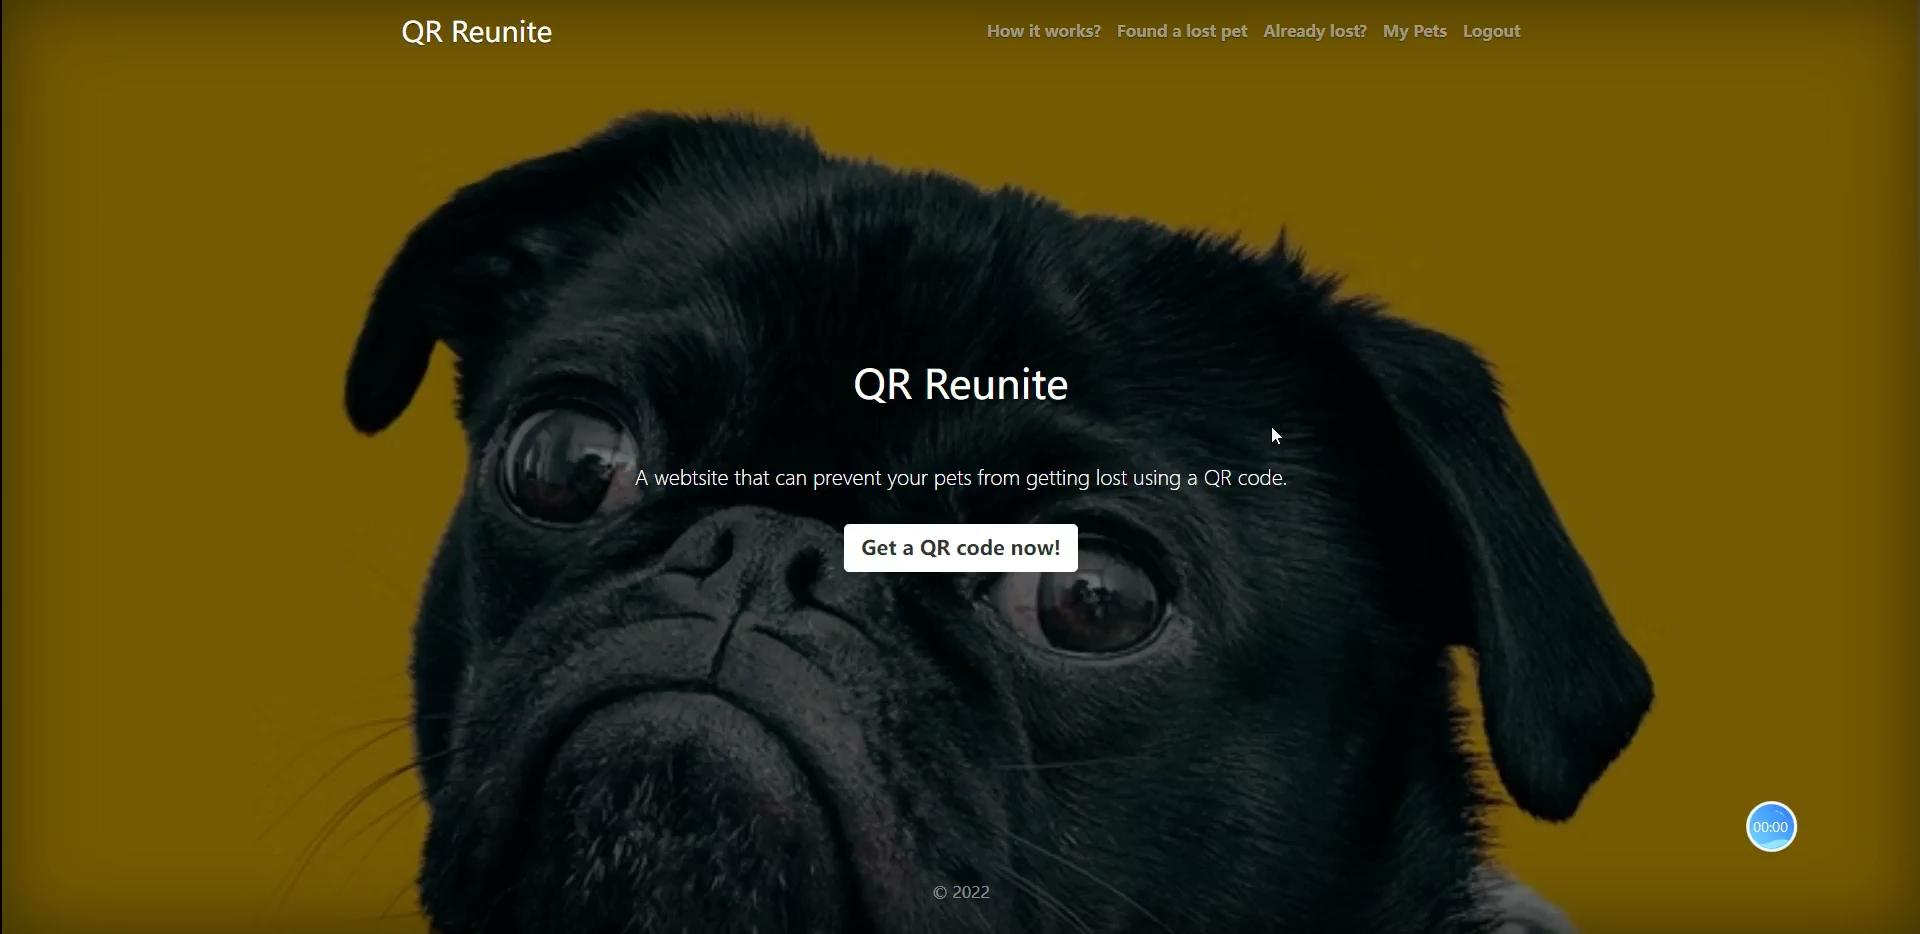 QR Reunite
How it works? Found a lost pet Already lost? My Pets Logout
QR Reunite
A webtsite that can prevent your pets from getting lost using a QR code.
Get a QR code now!
00:00
© 2022